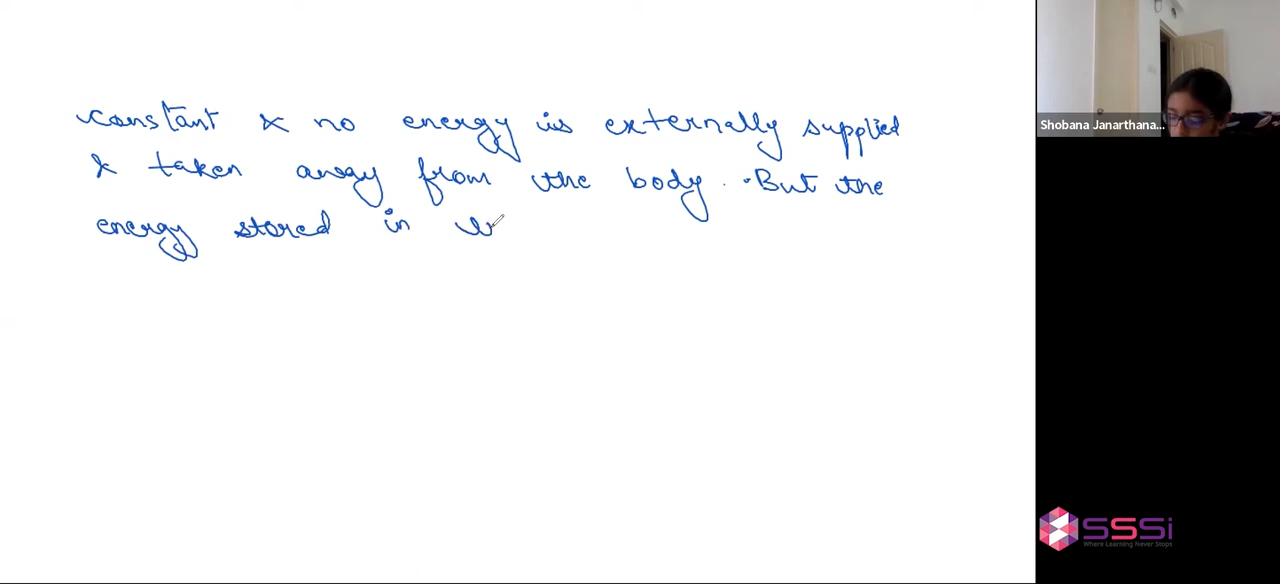 constant & no energy is externally supplied
& taken away from the body. But the
energy stored in
Shobana Janarthana...
SSSi
Where Learning Never Stops